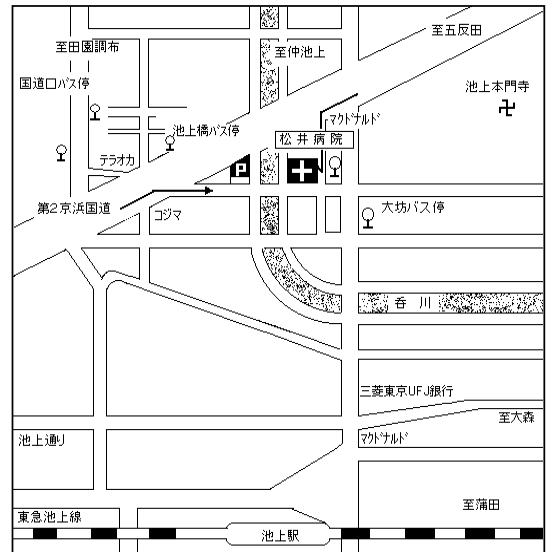 至五反田
至田園調布
至仲池上
国道口バス停
池上本門寺
マクドナルド
池上橋バス停
松井病院
テラオカ
P
第2京浜国道
コジマ
大坊バス停
呑川
三菱東京UFJ銀行
至大森
池上通り
マクドナルド
至蒲田
東急池上線
池上駅